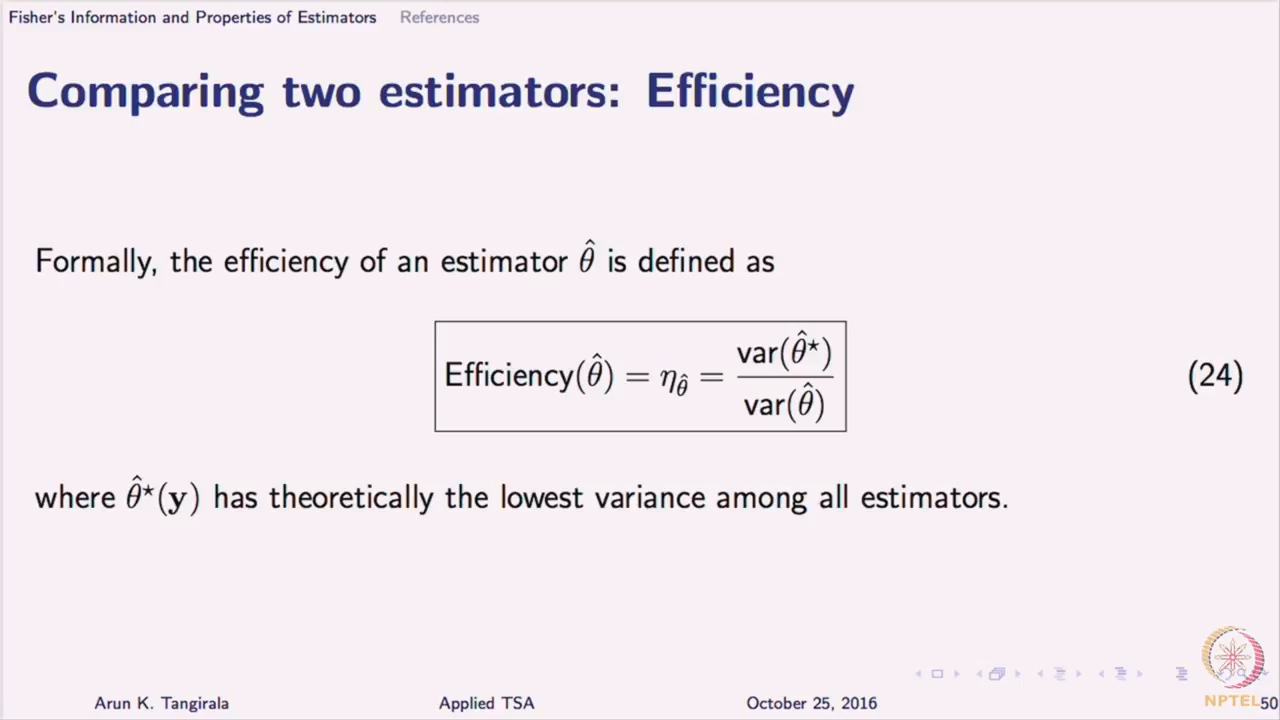 Fisher's Information and Properties of Estimators References
Comparing two estimators: Efficiency
Formally, the efficiency of an estimator θ̂ is defined as
Efficiency(θ̂) = η_θ̂ = var(θ̂⋆) / var(θ̂) (24)
where θ̂⋆(y) has theoretically the lowest variance among all estimators.
Arun K. Tangirala Applied TSA October 25, 2016 NPTEL 50